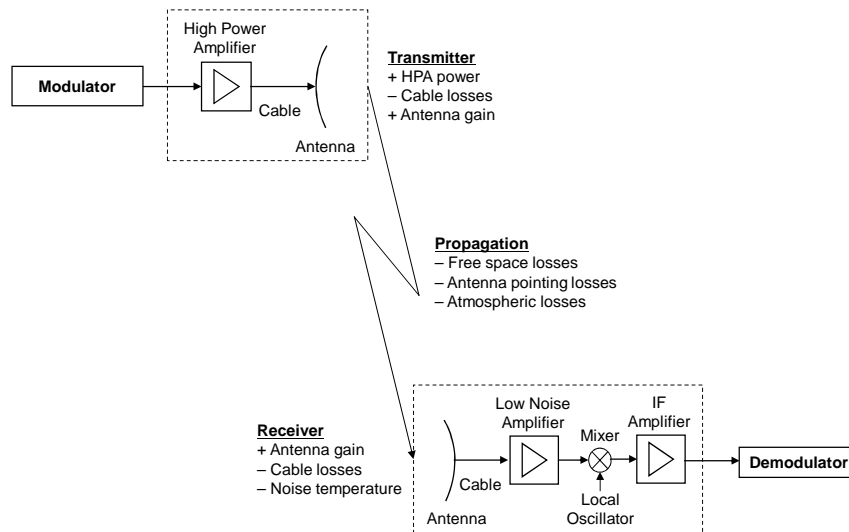 High Power
Amplifier
Modulator
Cable
Antenna
Transmitter
+ HPA power
– Cable losses
+ Antenna gain
Propagation
– Free space losses
– Antenna pointing losses
– Atmospheric losses
Receiver
+ Antenna gain
– Cable losses
– Noise temperature
Low Noise
Amplifier
Mixer
IF
Amplifier
Cable
Antenna
Local
Oscillator
Demodulator